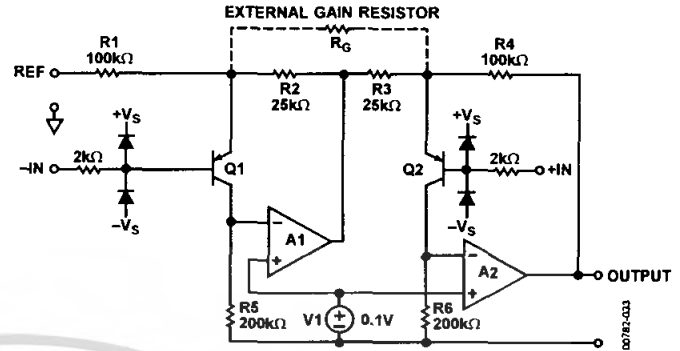 EXTERNAL GAIN RESISTOR
RG
R1
100kΩ
R4
100kΩ
REF
R2
25kΩ
R3
25kΩ
+VS
+VS
–IN
2kΩ
Q1
Q2
2kΩ
+IN
–VS
–VS
–
A1
+
–
A2
+
OUTPUT
R5
200kΩ
V1
+
–
0.1V
R6
200kΩ
00782-033